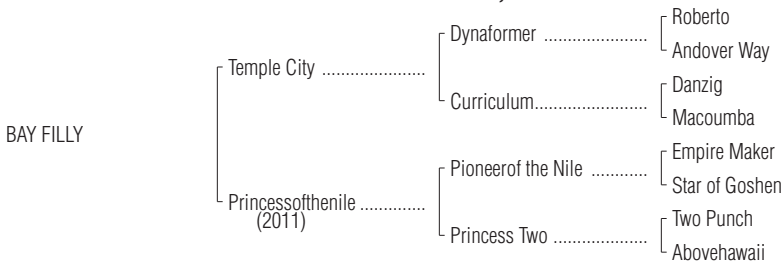 BAY FILLY
Temple City ......................
Dynaformer ......................
Roberto
Andover Way
Curriculum........................
Danzig
Macoumba
Princessofthenile ..............
(2011)
Pioneerof the Nile ............
Empire Maker
Star of Goshen
Princess Two ....................
Two Punch
Abovehawaii